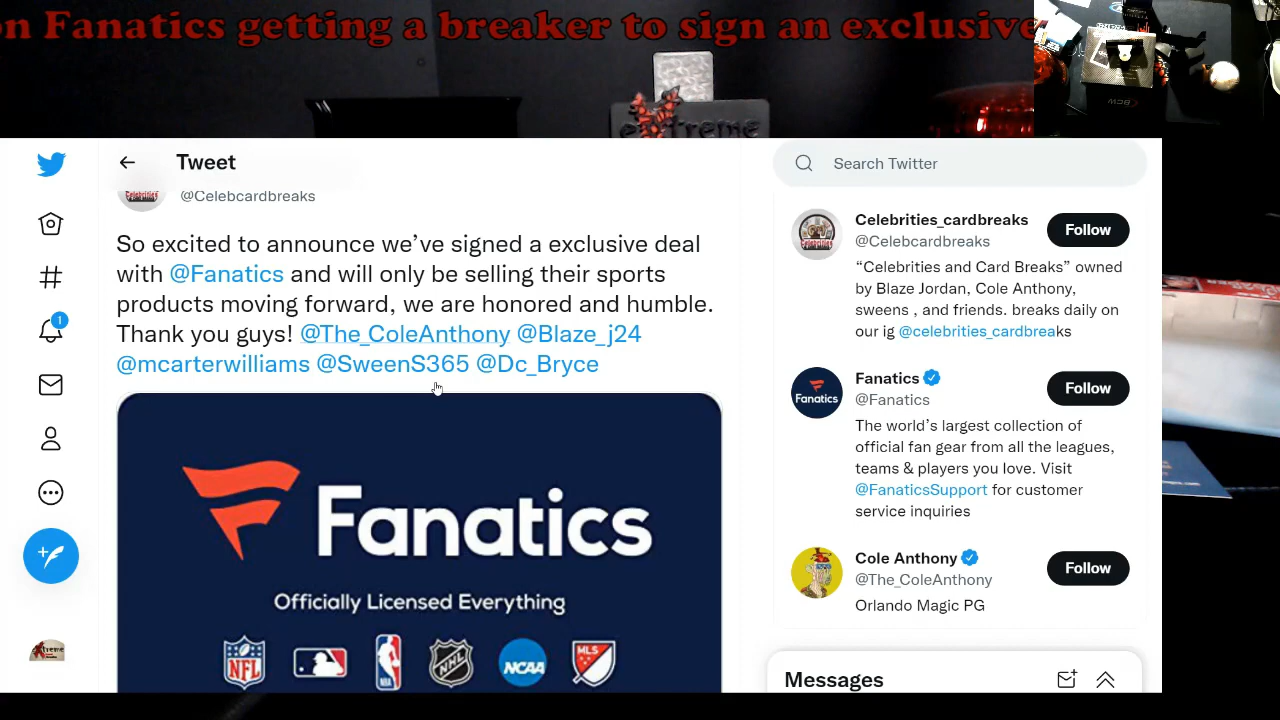 n Fanatics getting a breaker to sign an exclusive
extreme
Tweet
@Celebcardbreaks
So excited to announce we've signed a exclusive deal
with @Fanatics and will only be selling their sports
products moving forward, we are honored and humble.
Thank you guys! @The_ColeAnthony @Blaze_j24
@mcarterwilliams @SweenS365 @Dc_Bryce
Fanatics
Officially Licensed Everything
NFL
NBA
NHL
NCAA
MLS
Search Twitter
Celebrities_cardbreaks
@Celebcardbreaks
Follow
“Celebrities and Card Breaks” owned
by Blaze Jordan, Cole Anthony,
sweens , and friends. breaks daily on
our ig @celebrities_cardbreaks
Fanatics
Fanatics
@Fanatics
Follow
The world's largest collection of
official fan gear from all the leagues,
teams & players you love. Visit
@FanaticsSupport for customer
service inquiries
Cole Anthony
@The_ColeAnthony
Follow
Orlando Magic PG
Messages
1